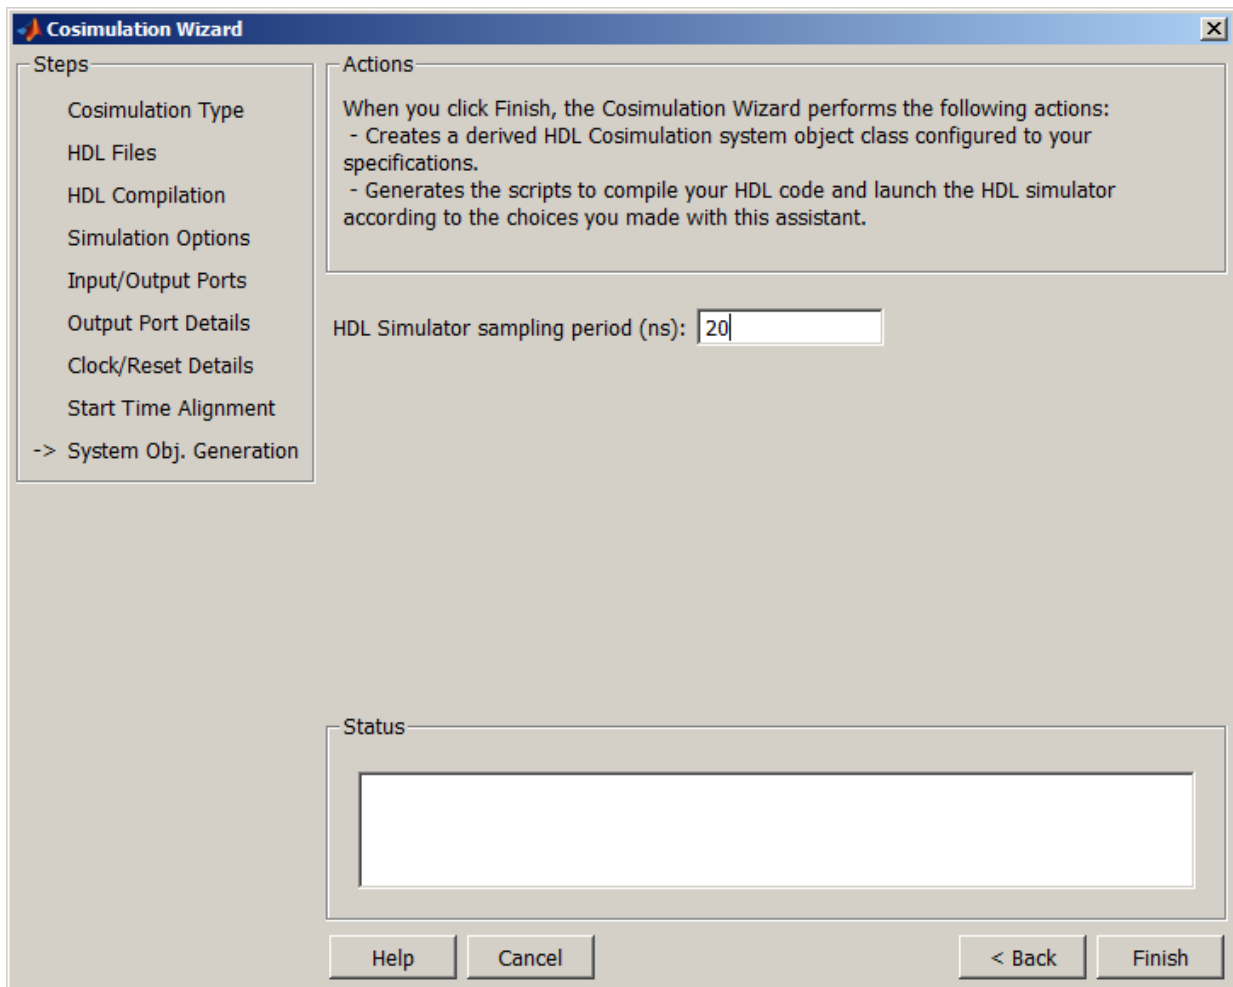 Cosimulation Wizard
Steps
Cosimulation Type
HDL Files
HDL Compilation
Simulation Options
Input/Output Ports
Output Port Details
Clock/Reset Details
Start Time Alignment
-> System Obj. Generation
Actions
When you click Finish, the Cosimulation Wizard performs the following actions:
- Creates a derived HDL Cosimulation system object class configured to your
specifications.
- Generates the scripts to compile your HDL code and launch the HDL simulator
according to the choices you made with this assistant.
HDL Simulator sampling period (ns): 20
Status
Help Cancel < Back Finish